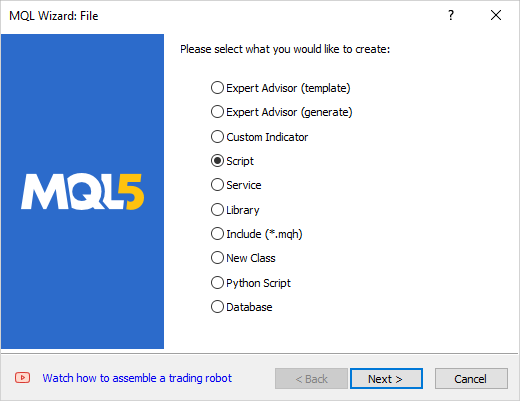 MQL Wizard: File
?
Please select what you would like to create:
Expert Advisor (template)
Expert Advisor (generate)
Custom Indicator
Script
Service
Library
Include (*.mqh)
New Class
Python Script
Database
MQL5
Watch how to assemble a trading robot
< Back
Next >
Cancel